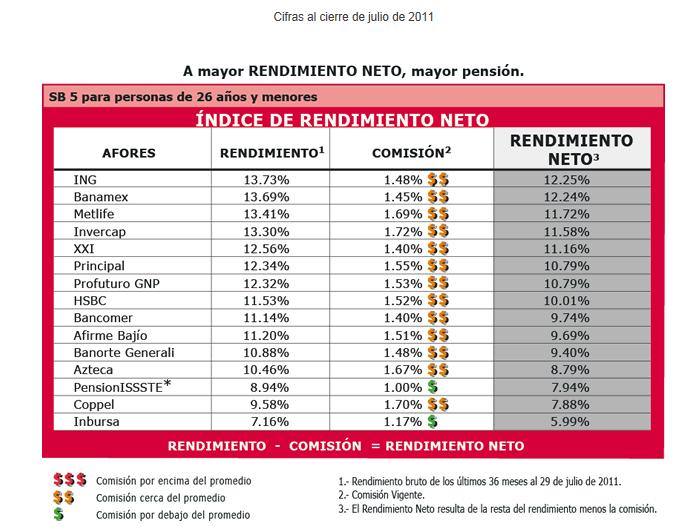 Cifras al cierre de julio de 2011
A mayor RENDIMIENTO NETO, mayor pensión.
SB 5 para personas de 26 años y menores
ÍNDICE DE RENDIMIENTO NETO
AFORES RENDIMIENTO¹ COMISIÓN² RENDIMIENTO NETO³
ING 13.73% 1.48% $$ 12.25%
Banamex 13.69% 1.45% $$ 12.24%
Metlife 13.41% 1.69% $$ 11.72%
Invercap 13.30% 1.72% $$ 11.58%
XXI 12.56% 1.40% $$ 11.16%
Principal 12.34% 1.55% $$ 10.79%
Profuturo GNP 12.32% 1.53% $$ 10.79%
HSBC 11.53% 1.52% $$ 10.01%
Bancomer 11.14% 1.40% $$ 9.74%
Afirme Bajío 11.20% 1.51% $$ 9.69%
Banorte Generali 10.88% 1.48% $$ 9.40%
Azteca 10.46% 1.67% $$ 8.79%
PensionISSSTE* 8.94% 1.00% $ 7.94%
Coppel 9.58% 1.70% $$ 7.88%
Inbursa 7.16% 1.17% $ 5.99%
RENDIMIENTO - COMISIÓN = RENDIMIENTO NETO
$$$ Comisión por encima del promedio
$$ Comisión cerca del promedio
$ Comisión por debajo del promedio
1.- Rendimiento bruto de los últimos 36 meses al 29 de julio de 2011.
2.- Comisión Vigente.
3.- El Rendimiento Neto resulta de la resta del rendimiento menos la comisión.